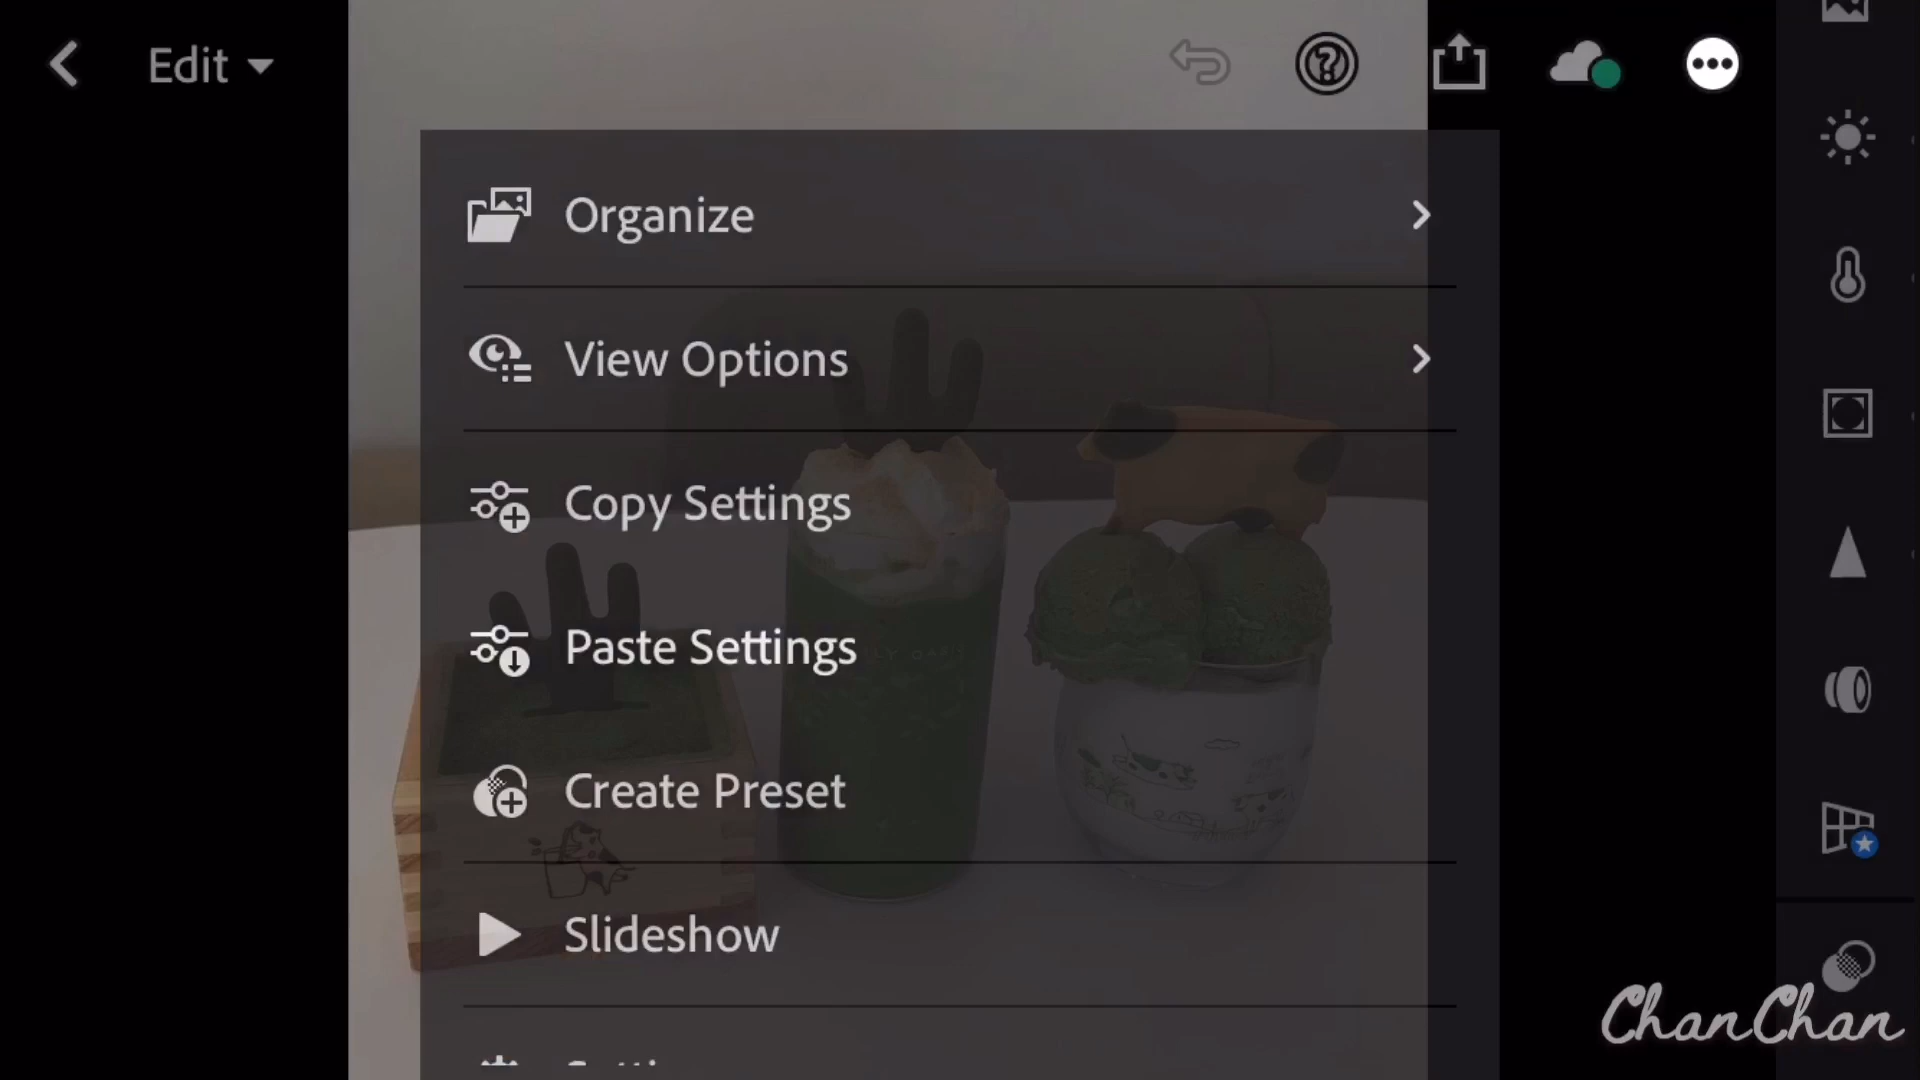 Edit
Organize
View Options
Copy Settings
Paste Settings
Create Preset
Slideshow
ChanChan